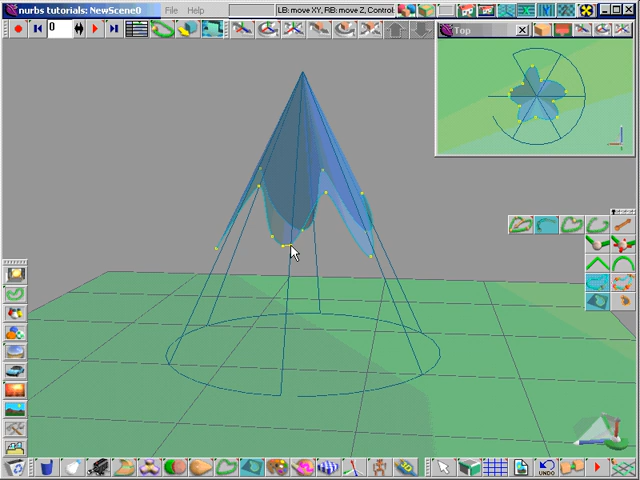 nurbs tutorials: NewScene0
File
Help
LB: move XY, RB: move Z, Control:
0
Top
UNDO